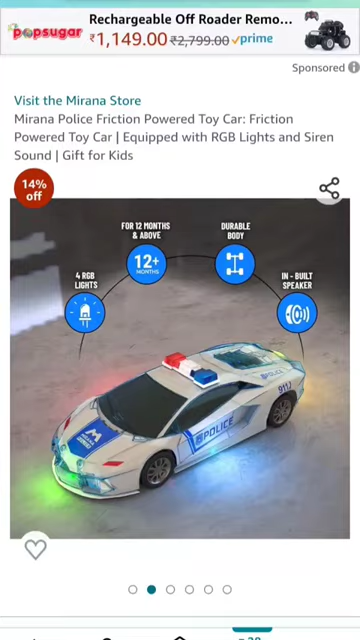 popsugar
Rechargeable Off Roader Remo...
₹1,149.00 ₹2,799.00 prime
Sponsored
Visit the Mirana Store
Mirana Police Friction Powered Toy Car: Friction
Powered Toy Car | Equipped with RGB Lights and Siren
Sound | Gift for Kids
14%
off
FOR 12 MONTHS
& ABOVE
DURABLE
BODY
12+
MONTHS
4 RGB
LIGHTS
IN - BUILT
SPEAKER
POLICE
911
POLICE